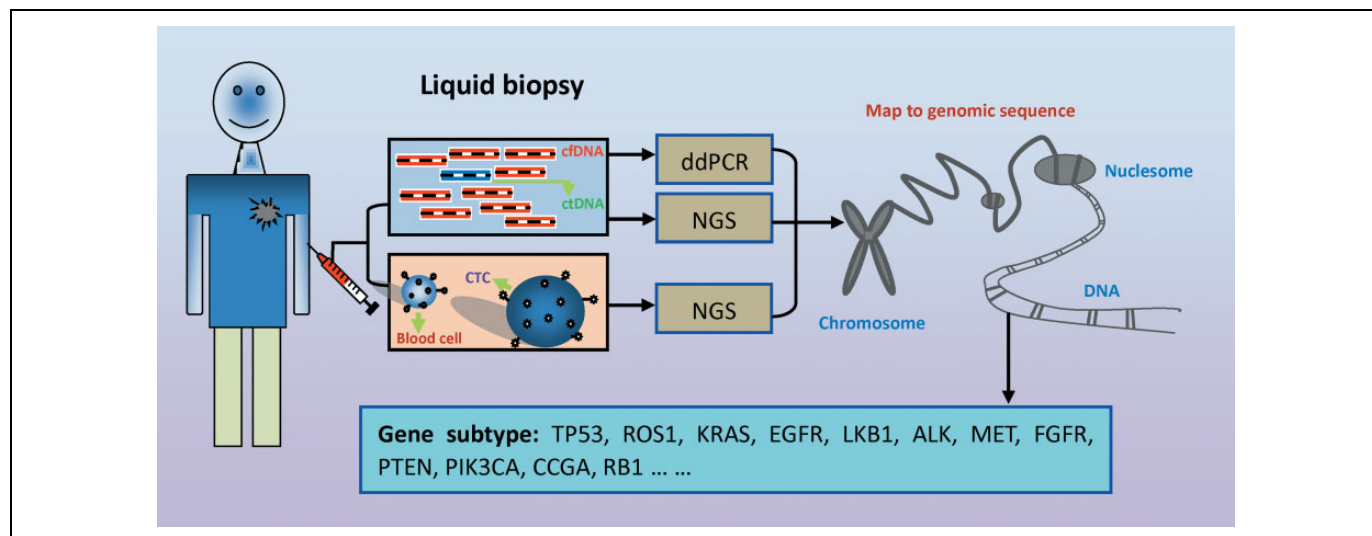 Liquid biopsy
cfDNA
ctDNA
ddPCR
NGS
CTC
Blood cell
NGS
Map to genomic sequence
Nuclesome
Chromosome
DNA
Gene subtype: TP53, ROS1, KRAS, EGFR, LKB1, ALK, MET, FGFR,
PTEN, PIK3CA, CCGA, RB1 ... ...